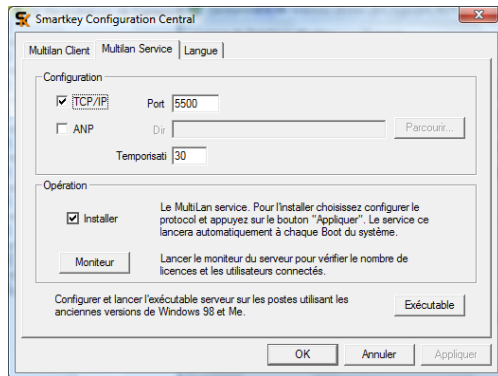 Smartkey Configuration Central
Multilan Client Multilan Service Langue
Configuration
TCP/IP Port 5500
ANP Dir Parcourir...
Temporisati 30
Opération
Installer
Le MultiLan service. Pour l'installer choisissez configurer le
protocol et appuyez sur le bouton "Appliquer". Le service ce
lancera automatiquement à chaque Boot du système.
Moniteur
Lancer le moniteur du serveur pour vérifier le nombre de
licences et les utilisateurs connectés.
Configurer et lancer l'exécutable serveur sur les postes utilisant les
anciennes versions de Windows 98 et Me.
Exécutable
OK Annuler Appliquer